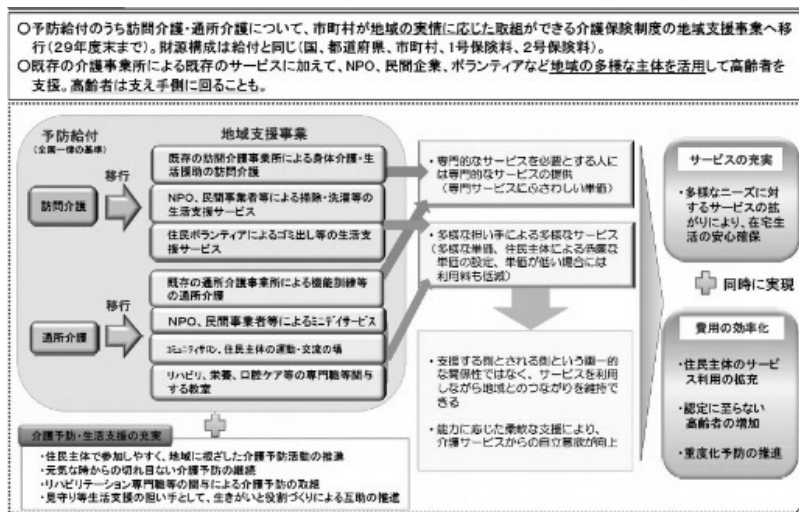 ○予防給付のうち訪問介護・通所介護について、市町村が地域の実情に応じた取組ができる介護保険制度の地域支援事業へ移
行(29年度末まで)。財源構成は給付と同じ(国、都道府県、市町村、1号保険料、2号保険料)。
○既存の介護事業所による既存のサービスに加えて、NPO、民間企業、ボランティアなど地域の多様な主体を活用して高齢者を
支援。高齢者は支え手側に回ることも。
予防給付
(全国一律の基準)
地域支援事業
訪問介護
移行
既存の訪問介護事業所による身体介護・生
活援助の訪問介護
NPO、民間事業者等による掃除・洗濯等の
生活支援サービス
住民ボランティアによるゴミ出し等の生活支
援サービス
通所介護
移行
既存の通所介護事業所による機能訓練等
の通所介護
NPO、民間事業者等によるミニデイサービス
コミュニティサロン、住民主体の運動・交流の場
リハビリ、栄養、口腔ケア等の専門職等関与
する教室
・専門的なサービスを必要とする人に
は専門的なサービスの提供
(専門サービスにふさわしい単価)
・多様な担い手による多様なサービス
(多様な単価、住民主体による低廉な
単価の設定、単価が低い場合には
利用料も低減)
・支援する側とされる側という画一的
な関係性ではなく、サービスを利用
しながら地域とのつながりを維持で
きる
・能力に応じた柔軟な支援により、
介護サービスからの自立意欲が向上
サービスの充実
・多様なニーズに対
するサービスの拡
がりにより、在宅生
活の安心確保
同時に実現
費用の効率化
・住民主体のサービ
ス利用の拡充
・認定に至らない
高齢者の増加
・重度化予防の推進
介護予防・生活支援の充実
・住民主体で参加しやすく、地域に根ざした介護予防活動の推進
・元気な時からの切れ目ない介護予防の継続
・リハビリテーション専門職等の関与による介護予防の取組
・見守り等生活支援の担い手として、生きがいと役割づくりによる互助の推進